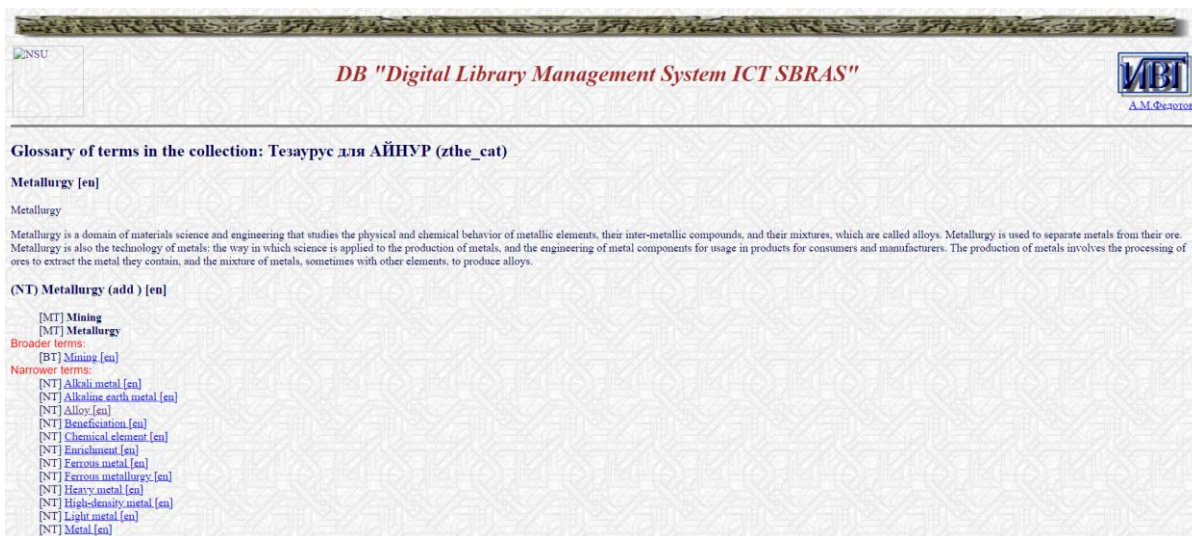 NSU
DB "Digital Library Management System ICT SBRAS"
ИВТ
А.М.Федотов
Glossary of terms in the collection: Тезаурус для АЙНУР (zthe_cat)
Metallurgy [en]
Metallurgy
Metallurgy is a domain of materials science and engineering that studies the physical and chemical behavior of metallic elements, their inter-metallic compounds, and their mixtures, which are called alloys. Metallurgy is used to separate metals from their ore.
Metallurgy is also the technology of metals: the way in which science is applied to the production of metals, and the engineering of metal components for usage in products for consumers and manufacturers. The production of metals involves the processing of
ores to extract the metal they contain, and the mixture of metals, sometimes with other elements, to produce alloys.
(NT) Metallurgy (add ) [en]
[MT] Mining
[MT] Metallurgy
Broader terms:
[BT] Mining [en]
Narrower terms:
[NT] Alkali metal [en]
[NT] Alkaline earth metal [en]
[NT] Alloy [en]
[NT] Beneficiation [en]
[NT] Chemical element [en]
[NT] Enrichment [en]
[NT] Ferrous metal [en]
[NT] Ferrous metallurgy [en]
[NT] Heavy metal [en]
[NT] High-density metal [en]
[NT] Light metal [en]
[NT] Metal [en]